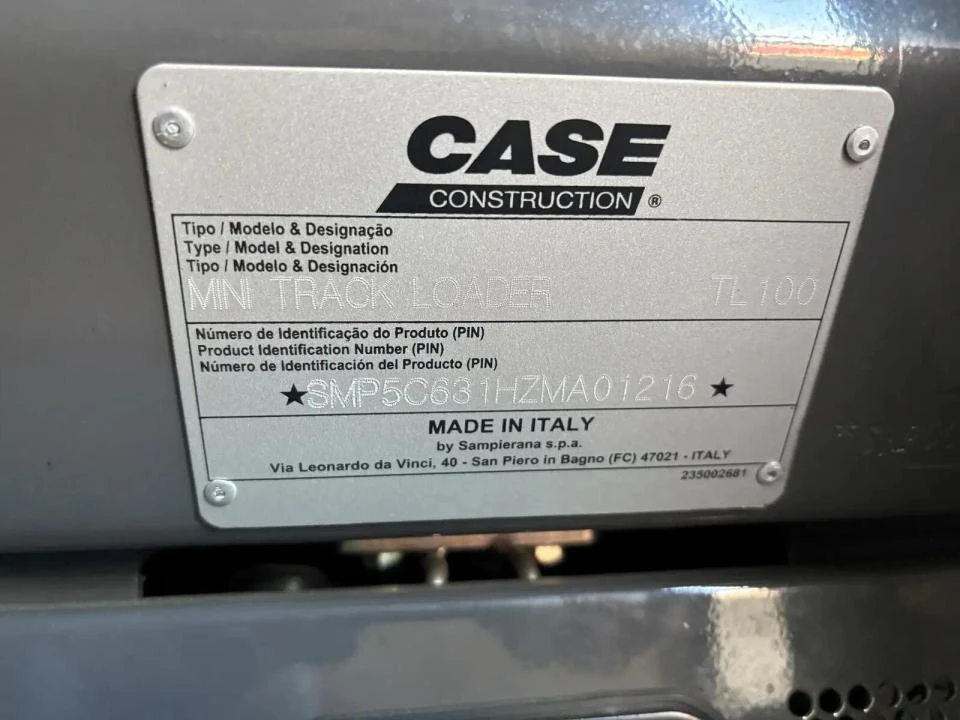 CASE
CONSTRUCTION ®
Tipo / Modelo & Designação
Type / Model & Designation
Tipo / Modelo & Designación
MINI TRACK LOADER TL100
Número de Identificação do Produto (PIN)
Product Identification Number (PIN)
Número de Identificación del Producto (PIN)
★SMP5C631HZMA01216 ★
MADE IN ITALY
by Sampierana s.p.a.
Via Leonardo da Vinci, 40 - San Piero in Bagno (FC) 47021 - ITALY
235002681